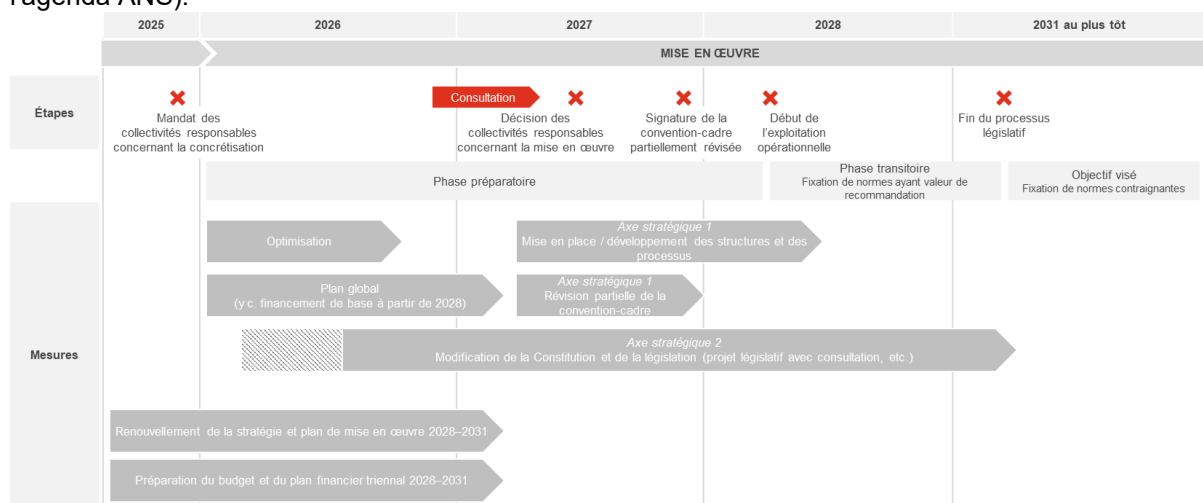 l'agenda ANS).
2025
2026
2027
2028
2031 au plus tôt
MISE EN ŒUVRE
Étapes
Consultation
Mandat des
collectivités responsables
concernant la concrétisation
Décision des
collectivités responsables
concernant la mise en œuvre
Signature de la
convention-cadre
partiellement révisée
Début de
l'exploitation
opérationnelle
Fin du processus
législatif
Phase préparatoire
Phase transitoire
Fixation de normes ayant valeur de
recommandation
Objectif visé
Fixation de normes contraignantes
Mesures
Optimisation
Axe stratégique 1
Mise en place / développement des structures et des
processus
Plan global
(y c. financement de base à partir de 2028)
Axe stratégique 1
Révision partielle de la
convention-cadre
Axe stratégique 2
Modification de la Constitution et de la législation (projet législatif avec consultation, etc.)
Renouvellement de la stratégie et plan de mise en œuvre 2028–2031
Préparation du budget et du plan financier triennal 2028–2031